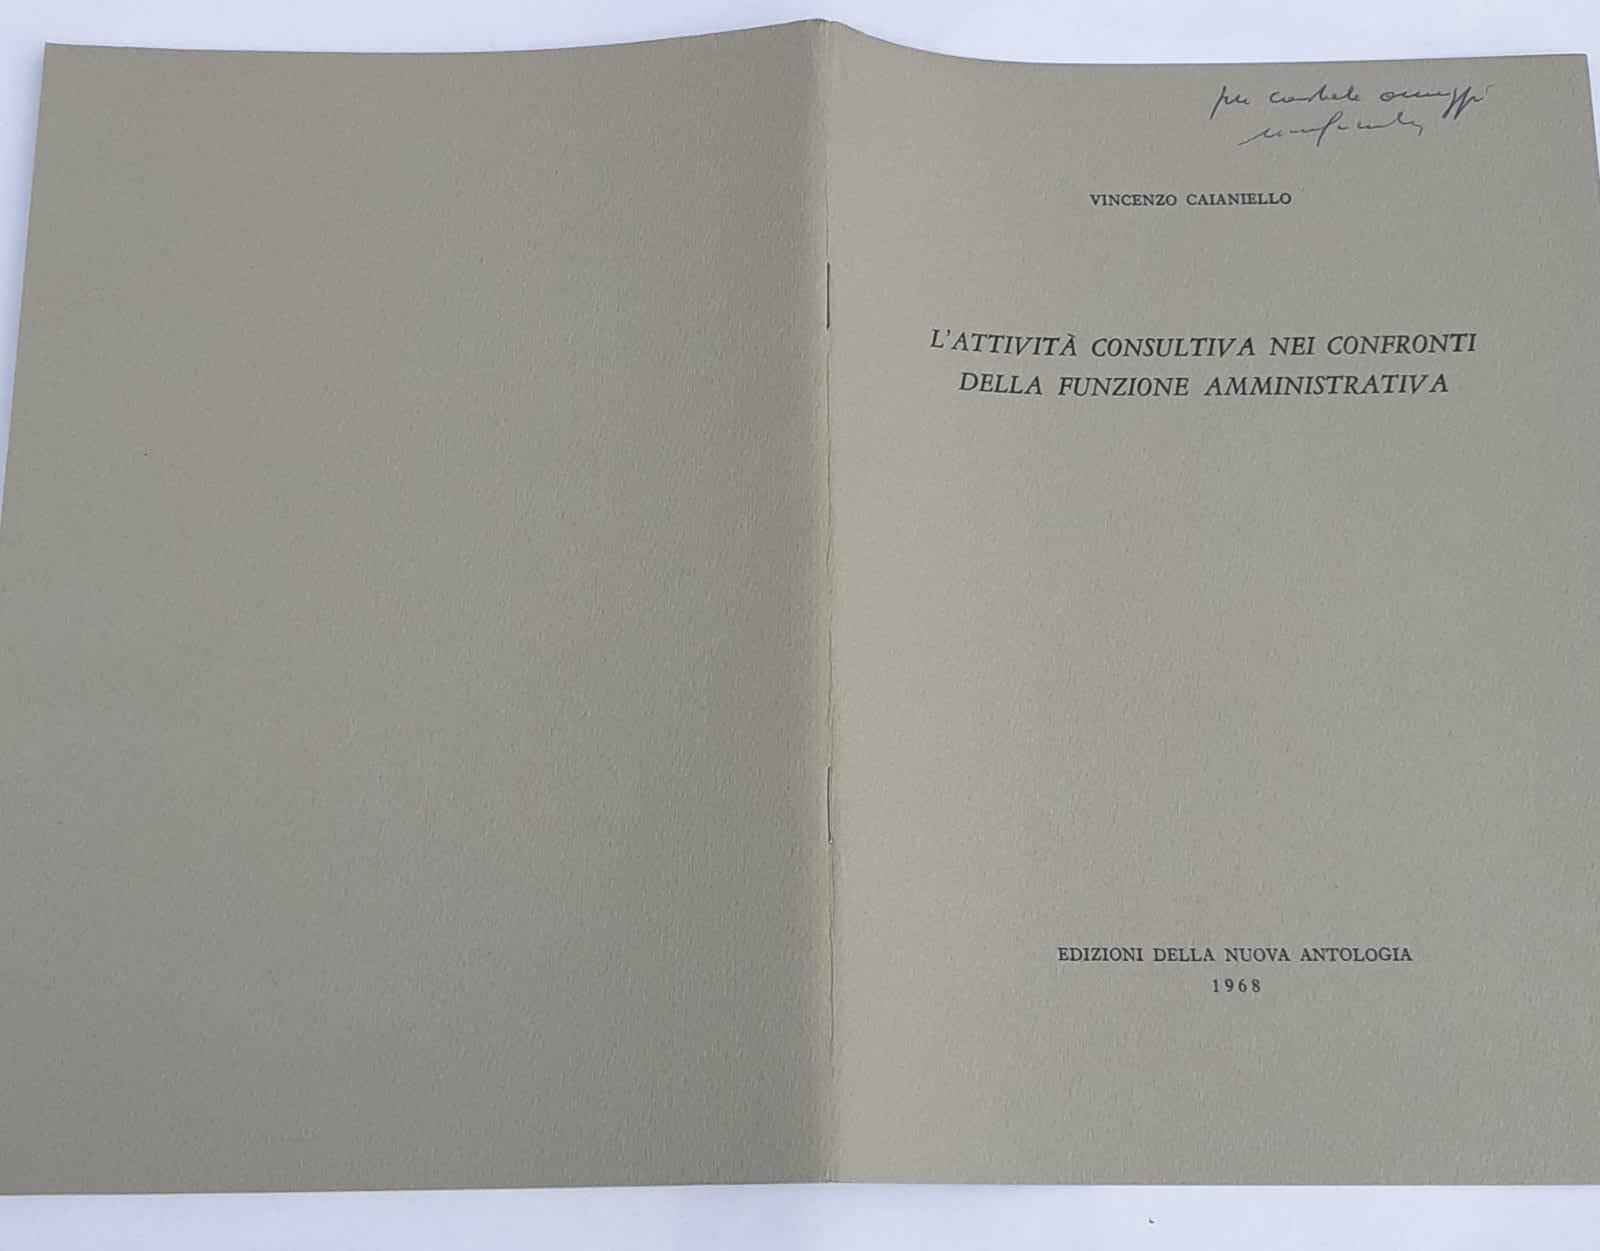 VINCENZO CAIANIELLO
L'ATTIVITÀ CONSULTIVA NEI CONFRONTI
DELLA FUNZIONE AMMINISTRATIVA
EDIZIONI DELLA NUOVA ANTOLOGIA
1968